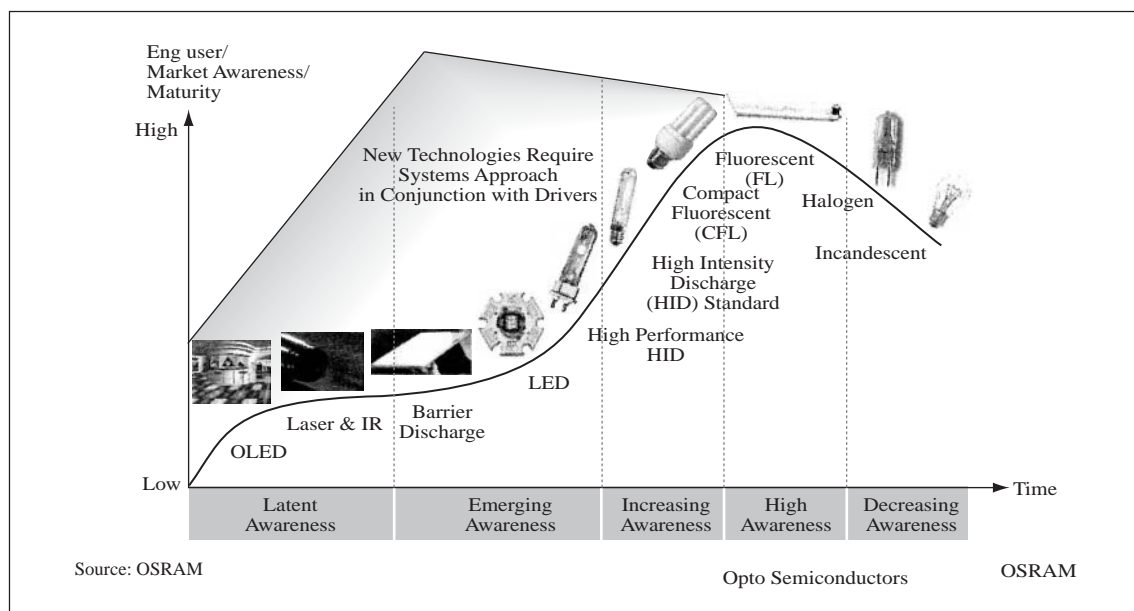 Eng user/
Market Awareness/
Maturity
High
New Technologies Require
Systems Approach
in Conjunction with Drivers
Fluorescent
(FL)
Compact
Fluorescent
(CFL)
Halogen
Incandescent
High Intensity
Discharge
(HID) Standard
High Performance
HID
LED
Barrier
Discharge
Laser & IR
OLED
Low
Time
Latent
Awareness
Emerging
Awareness
Increasing
Awareness
High
Awareness
Decreasing
Awareness
Source: OSRAM
Opto Semiconductors
OSRAM